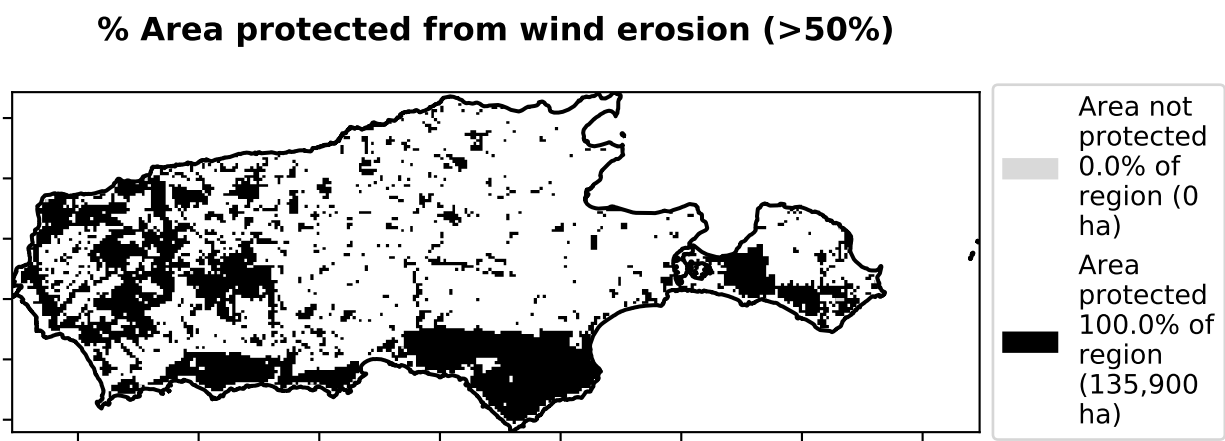 % Area protected from wind erosion (>50%)
Area not
protected
0.0% of
region (0
ha)
Area
protected
100.0% of
region
(135,900
ha)